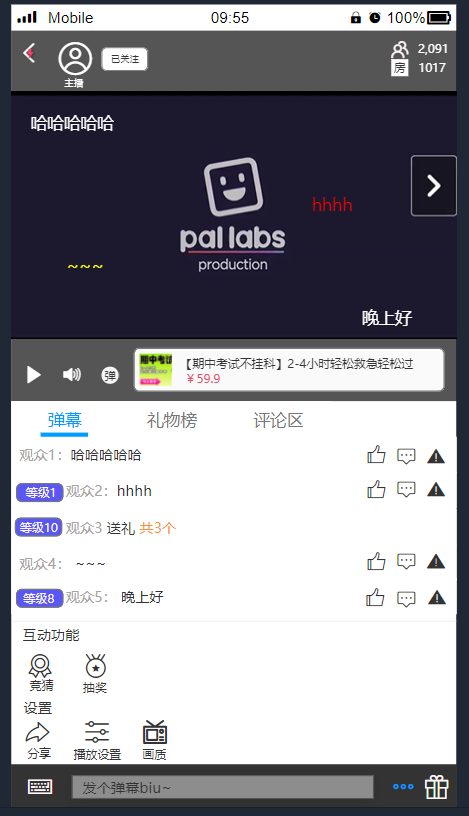 Mobile 09:55 100%
主播 已关注 2,091
房 1017
哈哈哈哈哈
hhhh
pal labs
production
~~~
晚上好
弹 期中考试 【期中考试不挂科】2-4小时轻松救急轻松过
￥59.9
弹幕 礼物榜 评论区
观众1： 哈哈哈哈哈
等级1 观众2： hhhh
等级10 观众3 送礼 共3个
观众4： ~~~
等级8 观众5： 晚上好
互动功能
竞猜 抽奖
设置
分享 播放设置 画质
发个弹幕biu~